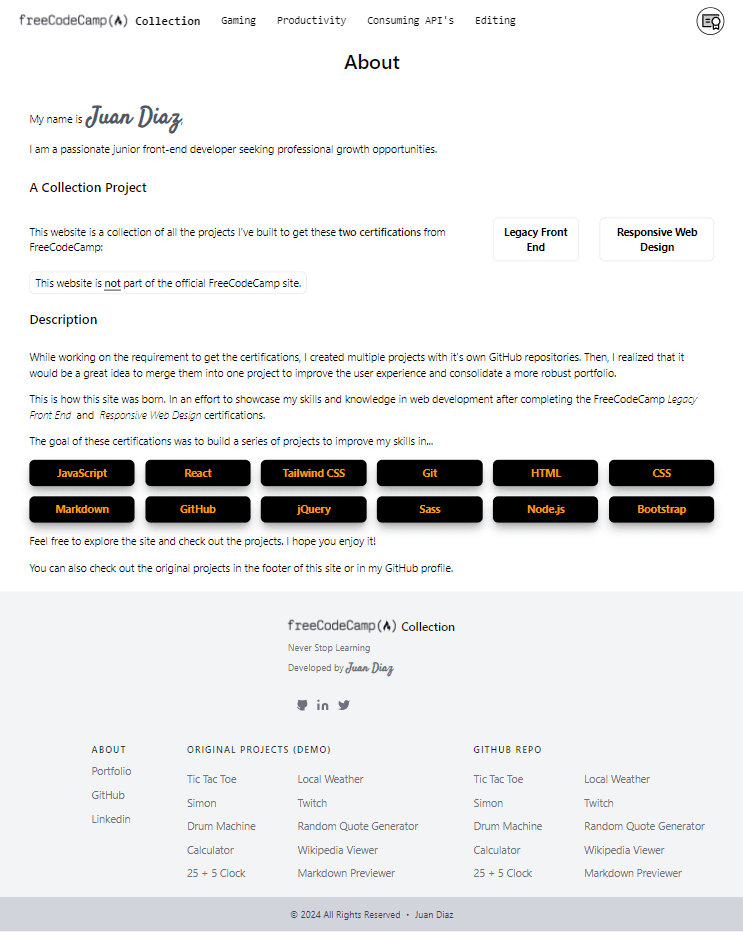 freeCodeCamp Collection Gaming Productivity Consuming API's Editing
About
My name is Juan Diaz.
I am a passionate junior front-end developer seeking professional growth opportunities.
A Collection Project
This website is a collection of all the projects I've built to get these two certifications from
FreeCodeCamp:
Legacy Front
End
Responsive Web
Design
This website is not part of the official FreeCodeCamp site.
Description
While working on the requirement to get the certifications, I created multiple projects with it's own GitHub repositories. Then, I realized that it
would be a great idea to merge them into one project to improve the user experience and consolidate a more robust portfolio.
This is how this site was born. In an effort to showcase my skills and knowledge in web development after completing the FreeCodeCamp Legacy
Front End and Responsive Web Design certifications.
The goal of these certifications was to build a series of projects to improve my skills in...
JavaScript React Tailwind CSS Git HTML CSS
Markdown GitHub jQuery Sass Node.js Bootstrap
Feel free to explore the site and check out the projects. I hope you enjoy it!
You can also check out the original projects in the footer of this site or in my GitHub profile.
freeCodeCamp Collection
Never Stop Learning
Developed by Juan Diaz
in
ABOUT
Portfolio
GitHub
Linkedin
ORIGINAL PROJECTS (DEMO)
Tic Tac Toe Local Weather
Simon Twitch
Drum Machine Random Quote Generator
Calculator Wikipedia Viewer
25 + 5 Clock Markdown Previewer
GITHUB REPO
Tic Tac Toe Local Weather
Simon Twitch
Drum Machine Random Quote Generator
Calculator Wikipedia Viewer
25 + 5 Clock Markdown Previewer
© 2024 All Rights Reserved • Juan Diaz